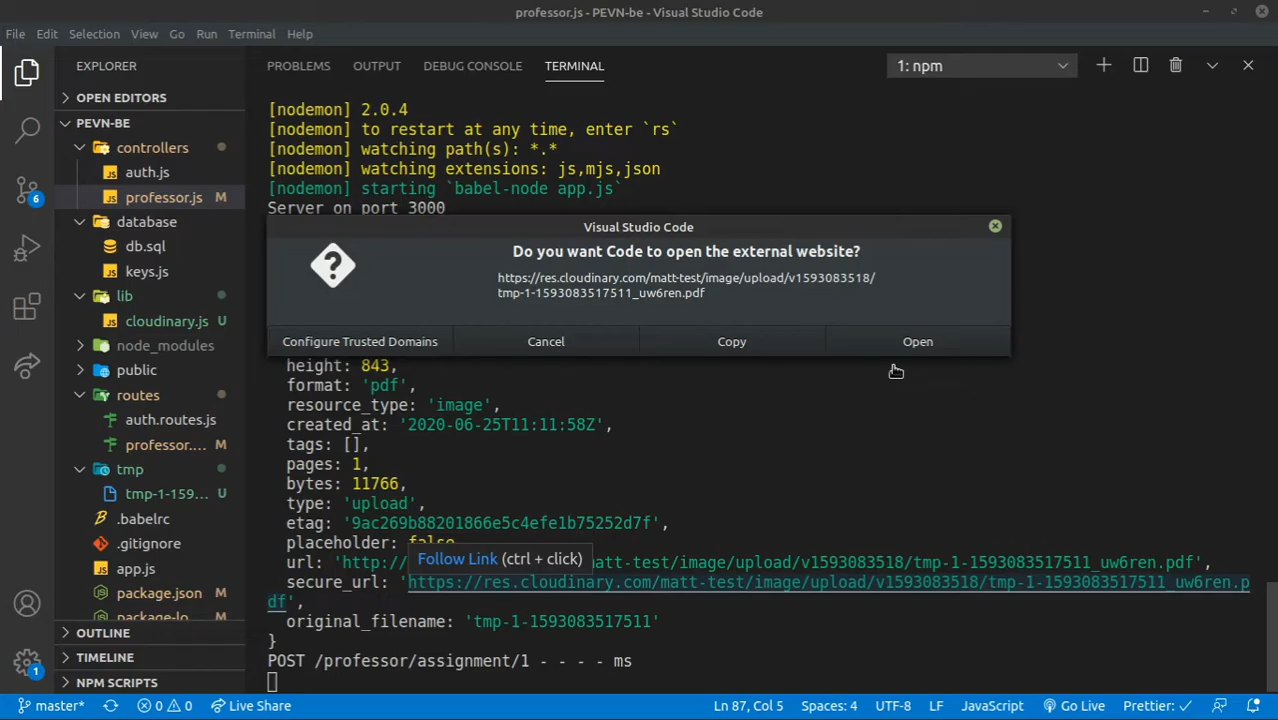 professor.js - PEVN-be - Visual Studio Code
File Edit Selection View Go Run Terminal Help
EXPLORER
OPEN EDITORS
PEVN-BE
controllers
auth.js
professor.js M
database
db.sql
keys.js
lib
cloudinary.js U
node_modules
public
routes
auth.routes.js
professor.... M
tmp
tmp-1-159... U
.babelrc
.gitignore
app.js
package.json
package-lo
OUTLINE
TIMELINE
NPM SCRIPTS
6
1
PROBLEMS OUTPUT DEBUG CONSOLE TERMINAL 1: npm
[nodemon] 2.0.4
[nodemon] to restart at any time, enter `rs`
[nodemon] watching path(s): *.*
[nodemon] watching extensions: js,mjs,json
[nodemon] starting `babel-node app.js`
Server on port 3000
Visual Studio Code
?
Do you want Code to open the external website?
https://res.cloudinary.com/matt-test/image/upload/v1593083518/
tmp-1-1593083517511_uw6ren.pdf
Configure Trusted Domains Cancel Copy Open
height: 843,
format: 'pdf',
resource_type: 'image',
created_at: '2020-06-25T11:11:58Z',
tags: [],
pages: 1,
bytes: 11766,
type: 'upload',
etag: '9ac269b88201866e5c4efe1b75252d7f',
placeholder: false,
Follow Link (ctrl + click)
url: 'http:/ matt-test/image/upload/v1593083518/tmp-1-1593083517511_uw6ren.pdf',
secure_url: 'https://res.cloudinary.com/matt-test/image/upload/v1593083518/tmp-1-1593083517511_uw6ren.p
df',
original_filename: 'tmp-1-1593083517511'
}
POST /professor/assignment/1 - - - - ms
master* 0 0 Live Share Ln 87, Col 5 Spaces: 4 UTF-8 LF JavaScript Go Live Prettier: